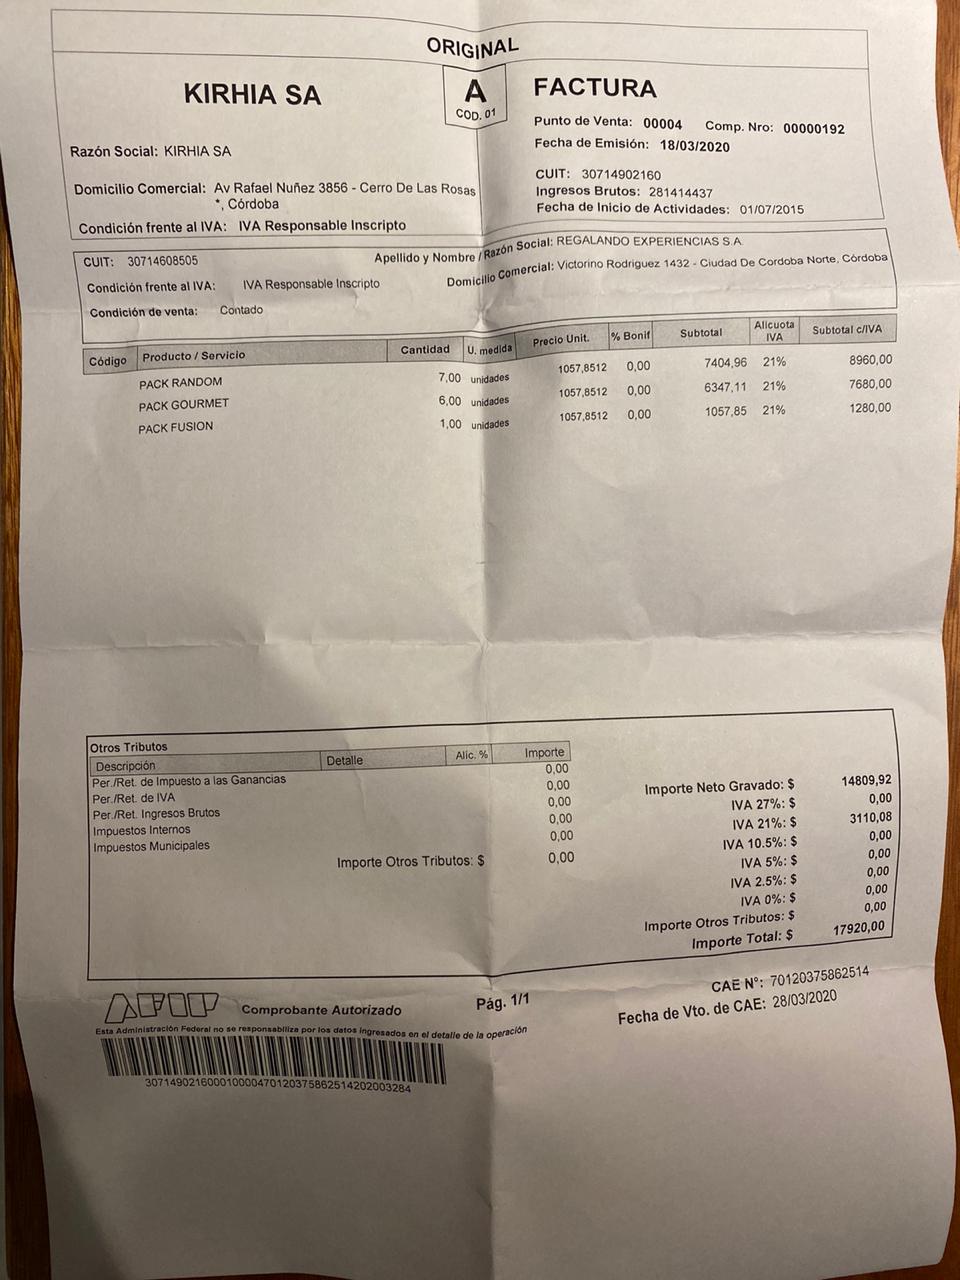 ORIGINAL
KIRHIA SA
A
COD. 01
FACTURA
Punto de Venta: 00004 Comp. Nro: 00000192
Fecha de Emisión: 18/03/2020
Razón Social: KIRHIA SA
Domicilio Comercial: Av Rafael Nuñez 3856 - Cerro De Las Rosas
*, Córdoba
Condición frente al IVA: IVA Responsable Inscripto
CUIT: 30714902160
Ingresos Brutos: 281414437
Fecha de Inicio de Actividades: 01/07/2015
CUIT: 30714608505 Apellido y Nombre / Razón Social: REGALANDO EXPERIENCIAS S.A.
Condición frente al IVA: IVA Responsable Inscripto Domicilio Comercial: Victorino Rodriguez 1432 - Ciudad De Cordoba Norte, Córdoba
Condición de venta: Contado
Código Producto / Servicio Cantidad U. medida Precio Unit. % Bonif Subtotal Alicuota IVA Subtotal c/IVA
PACK RANDOM 7,00 unidades 1057,8512 0,00 7404,96 21% 8960,00
PACK GOURMET 6,00 unidades 1057,8512 0,00 6347,11 21% 7680,00
PACK FUSION 1,00 unidades 1057,8512 0,00 1057,85 21% 1280,00
Otros Tributos
Descripción Detalle Alic. % Importe
Per./Ret. de Impuesto a las Ganancias 0,00
Per./Ret. de IVA 0,00
Per./Ret. Ingresos Brutos 0,00
Impuestos Internos 0,00
Impuestos Municipales 0,00
Importe Otros Tributos: $ 0,00
Importe Neto Gravado: $ 14809,92
IVA 27%: $ 0,00
IVA 21%: $ 3110,08
IVA 10.5%: $ 0,00
IVA 5%: $ 0,00
IVA 2.5%: $ 0,00
IVA 0%: $ 0,00
Importe Otros Tributos: $ 0,00
Importe Total: $ 17920,00
AFIP Comprobante Autorizado Pág. 1/1
CAE N°: 70120375862514
Fecha de Vto. de CAE: 28/03/2020
Esta Administración Federal no se responsabiliza por los datos ingresados en el detalle de la operación
3071490216000100004701203758625142020003284